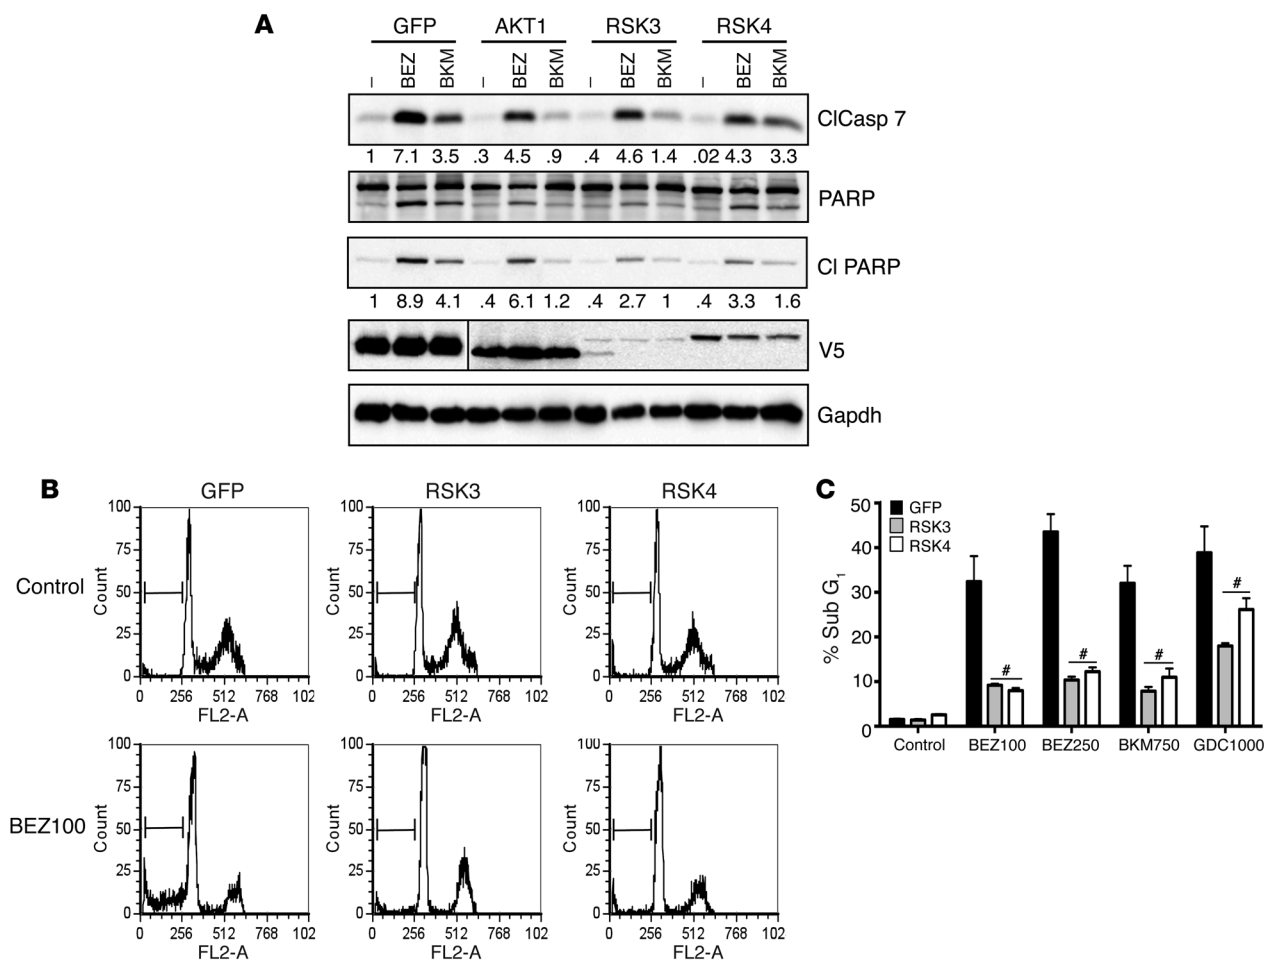 A
GFP AKT1 RSK3 RSK4
– BEZ BKM – BEZ BKM – BEZ BKM – BEZ BKM
ClCasp 7
1 7.1 3.5 .3 4.5 .9 .4 4.6 1.4 .02 4.3 3.3
PARP
Cl PARP
1 8.9 4.1 .4 6.1 1.2 .4 2.7 1 .4 3.3 1.6
V5
Gapdh
B
GFP RSK3 RSK4
Control
Count
100
75
50
25
0
0 256 512 768 102
FL2-A
Count
100
75
50
25
0
0 256 512 768 102
FL2-A
Count
100
75
50
25
0
0 256 512 768 102
FL2-A
BEZ100
Count
100
75
50
25
0
0 256 512 768 102
FL2-A
Count
100
75
50
25
0
0 256 512 768 102
FL2-A
Count
100
75
50
25
0
0 256 512 768 102
FL2-A
C
GFP
RSK3
RSK4
% Sub G1
50
40
30
20
10
0
# # # #
Control BEZ100 BEZ250 BKM750 GDC1000